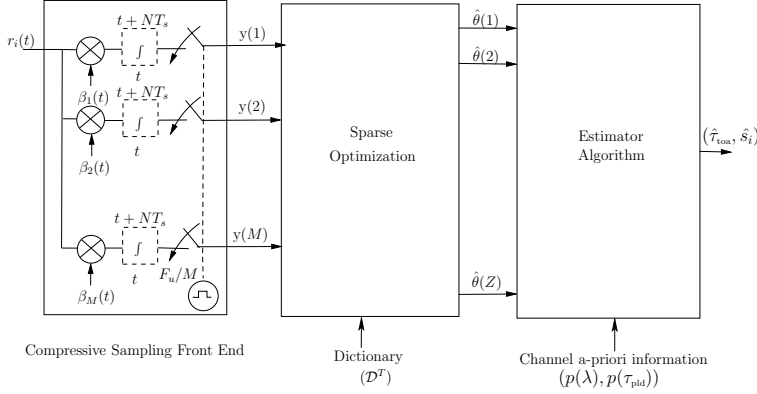 r_i(t)
t + NT_s
∫
t
β_1(t)
y(1)
t + NT_s
∫
t
β_2(t)
y(2)
t + NT_s
∫
t
β_M(t)
F_u/M
y(M)
Compressive Sampling Front End
Sparse
Optimization
Dictionary
(𝒟^T)
θ̂(1)
θ̂(2)
θ̂(Z)
Estimator
Algorithm
Channel a-priori information
(p(λ), p(τ_pld))
(τ̂_toa, ŝ_i)